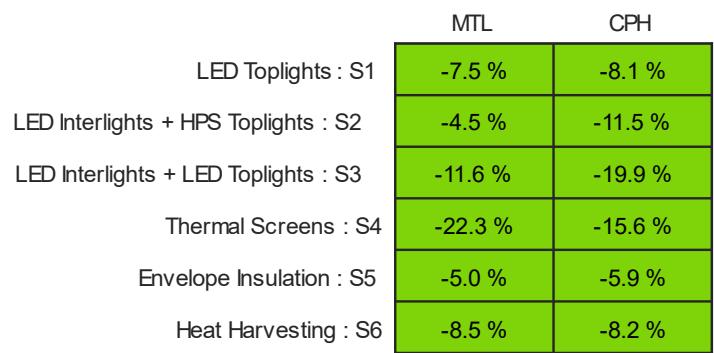 MTL CPH
LED Toplights : S1 -7.5 % -8.1 %
LED Interlights + HPS Toplights : S2 -4.5 % -11.5 %
LED Interlights + LED Toplights : S3 -11.6 % -19.9 %
Thermal Screens : S4 -22.3 % -15.6 %
Envelope Insulation : S5 -5.0 % -5.9 %
Heat Harvesting : S6 -8.5 % -8.2 %